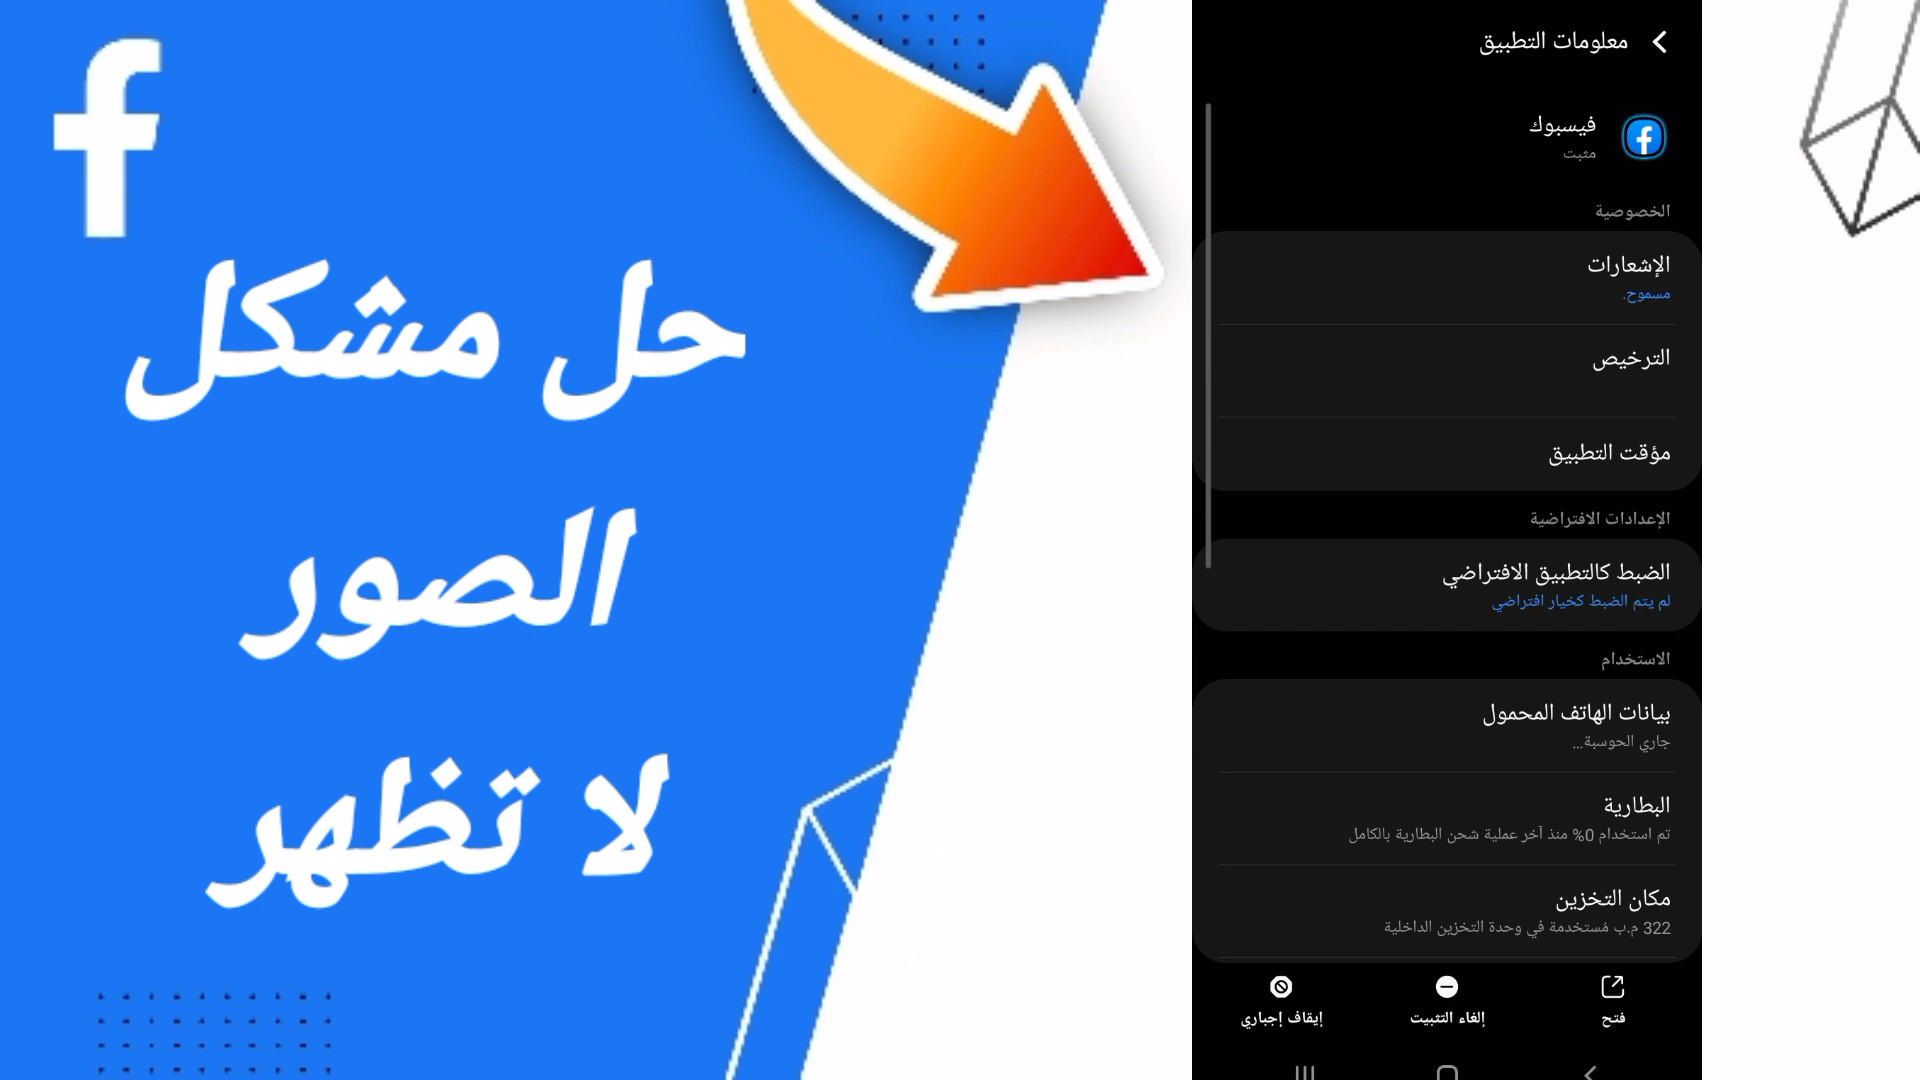 حل مشكل
الصور
لا تظهر
معلومات التطبيق
فيسبوك
مثبت
الخصوصية
الإشعارات
مسموح.
الترخيص
مؤقت التطبيق
الإعدادات الافتراضية
الضبط كالتطبيق الافتراضي
لم يتم الضبط كخيار افتراضي
الاستخدام
بيانات الهاتف المحمول
جاري الحوسبة...
البطارية
تم استخدام 0% منذ آخر عملية شحن البطارية بالكامل
مكان التخزين
322 م.ب مُستخدمة في وحدة التخزين الداخلية
فتح
إلغاء التثبيت
إيقاف إجباري